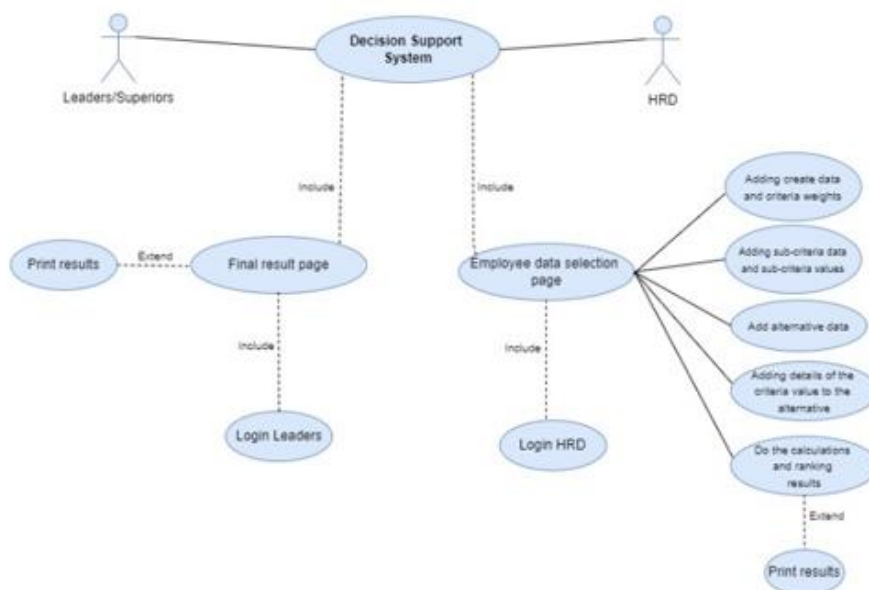 Decision Support
System
Leaders/Superiors
HRD
Include
Include
Adding create data
and criteria weights
Print results
Extend
Final result page
Employee data selection
page
Adding sub-criteria data
and sub-criteria values
Add alternative data
Include
Include
Adding details of the
criteria value to the
alternative
Login Leaders
Login HRD
Do the calculations
and ranking
results
Extend
Print results